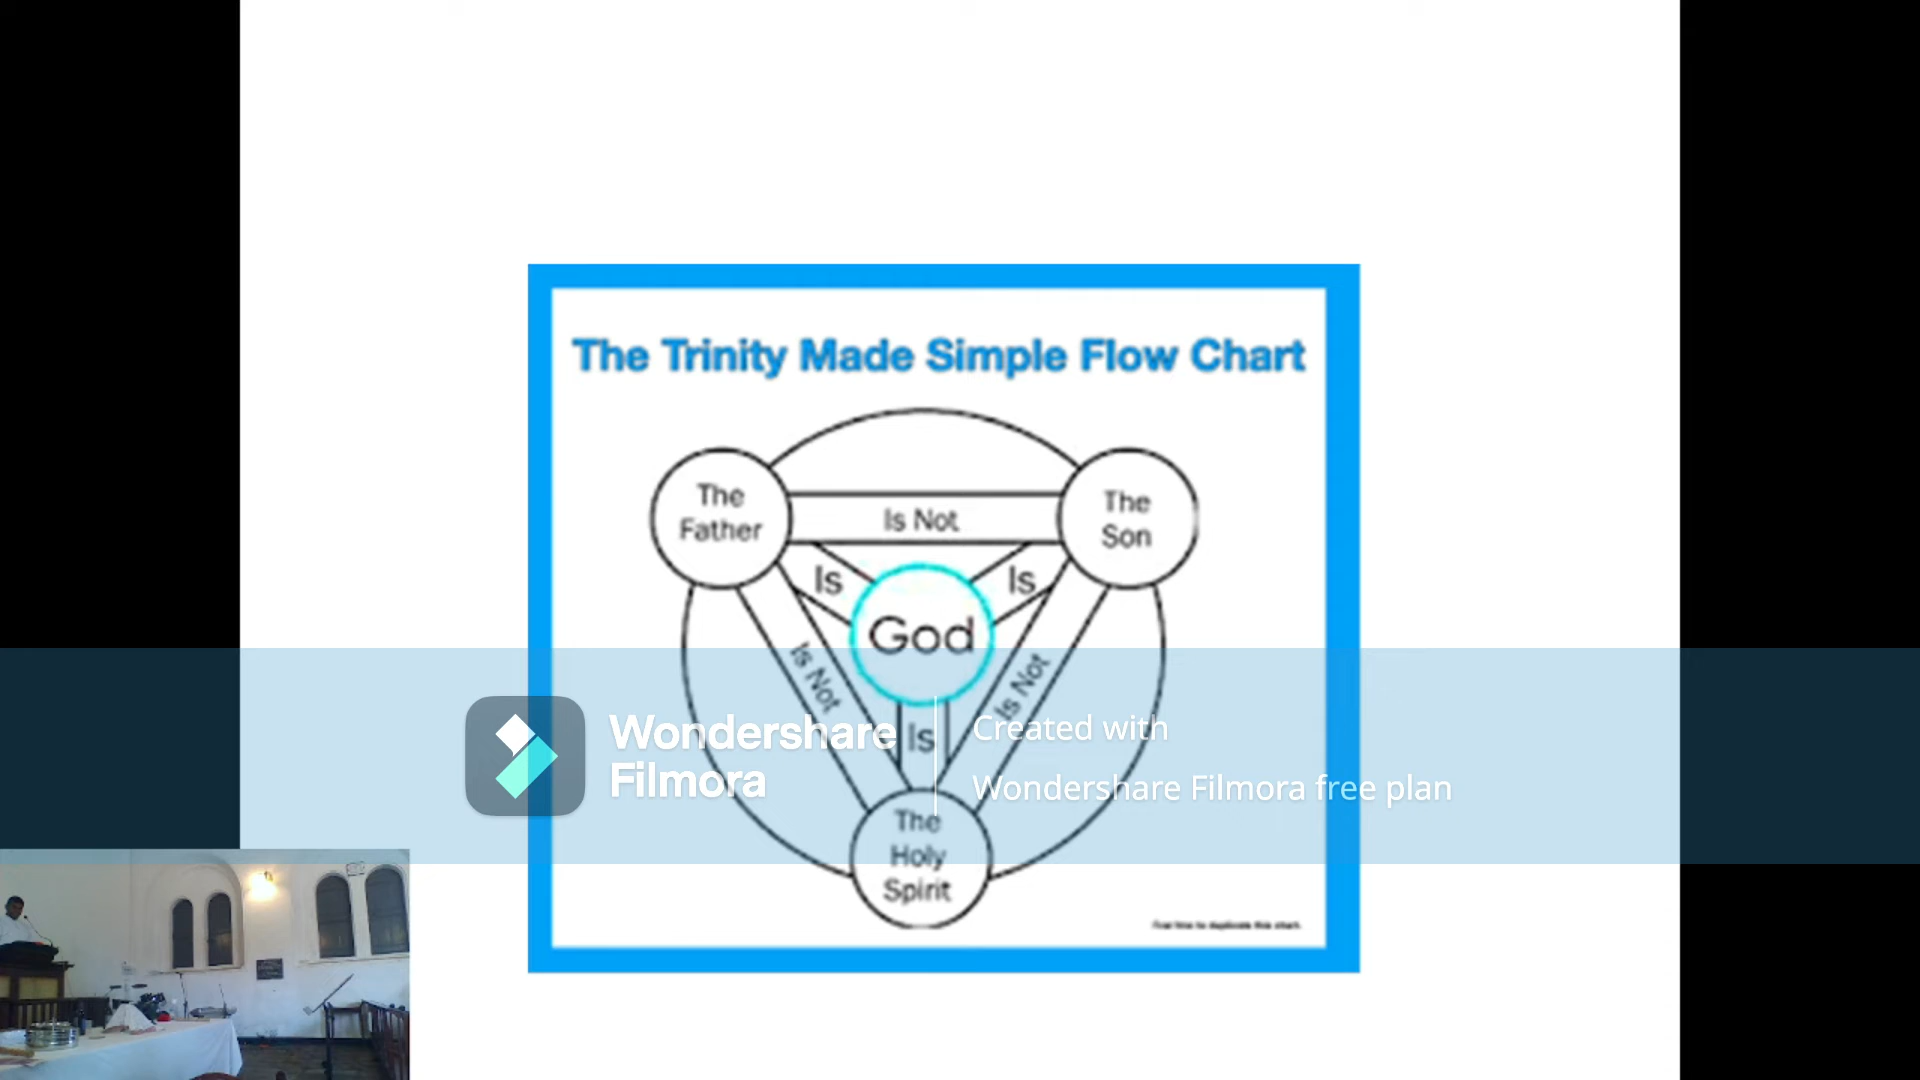 The Trinity Made Simple Flow Chart
The
Father
Is Not
The
Son
Is
Is
God
Is Not
Is Not
Is
The
Holy
Spirit
Wondershare
Filmora
Created with
Wondershare Filmora free plan